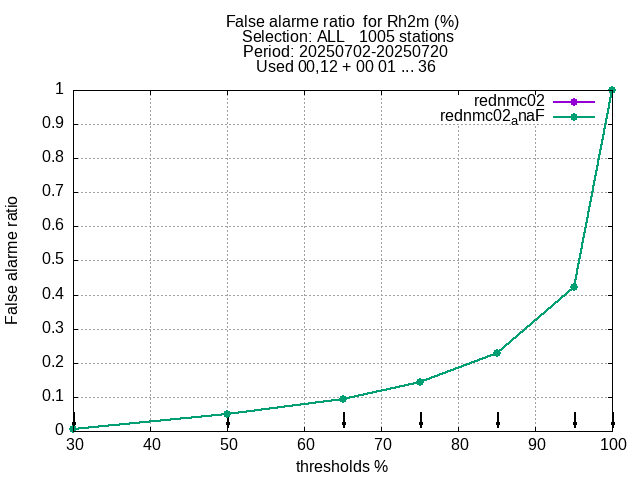 False alarme ratio  for Rh2m (%)
Selection: ALL   1005 stations
Period: 20250702-20250720
Used 00,12 + 00 01 ... 36
rednmc02
rednmc02anaF
1
0.9
0.8
0.7
0.6
0.5
0.4
0.3
0.2
0.1
0
False alarme ratio
30 40 50 60 70 80 90 100
thresholds %